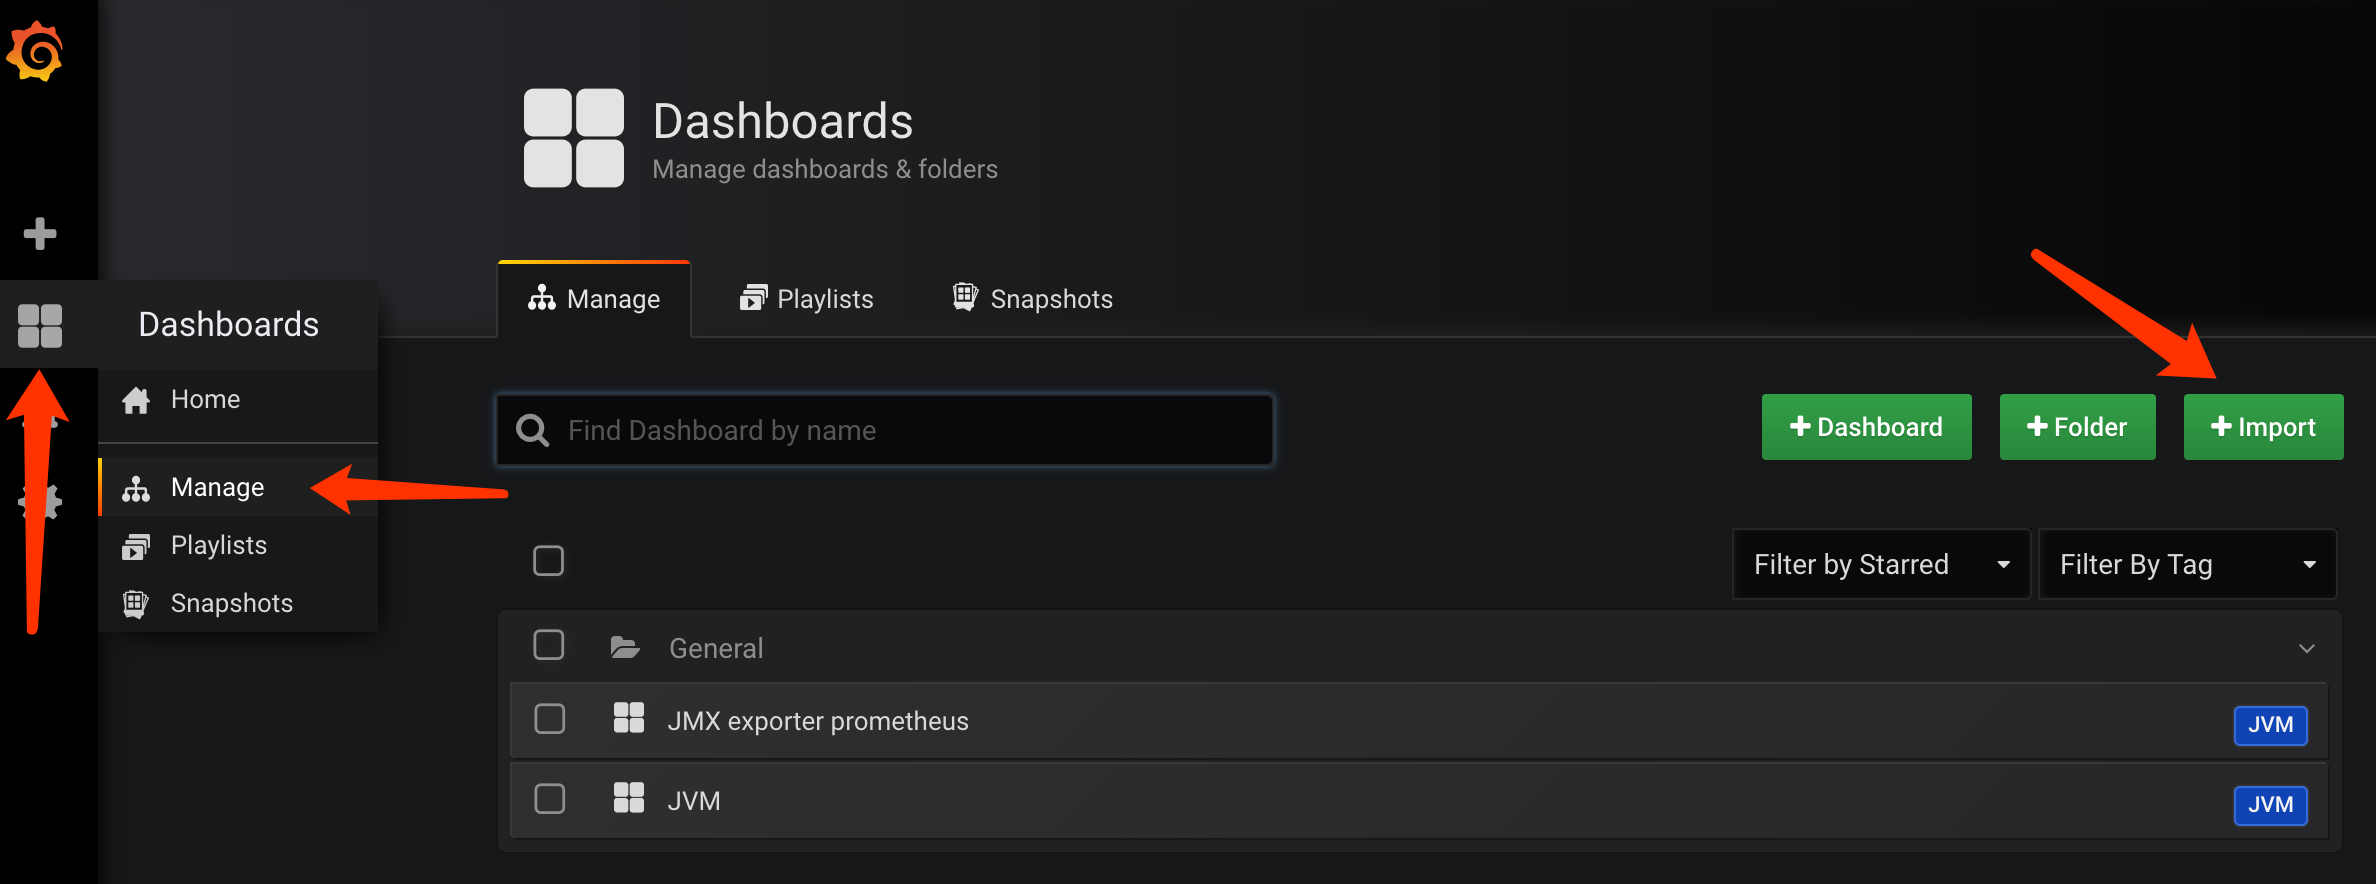 Dashboards
Manage dashboards & folders
Manage
Playlists
Snapshots
Dashboards
Home
Manage
Playlists
Snapshots
Find Dashboard by name
+ Dashboard
+ Folder
+ Import
Filter by Starred
Filter By Tag
General
JMX exporter prometheus
JVM
JVM
JVM